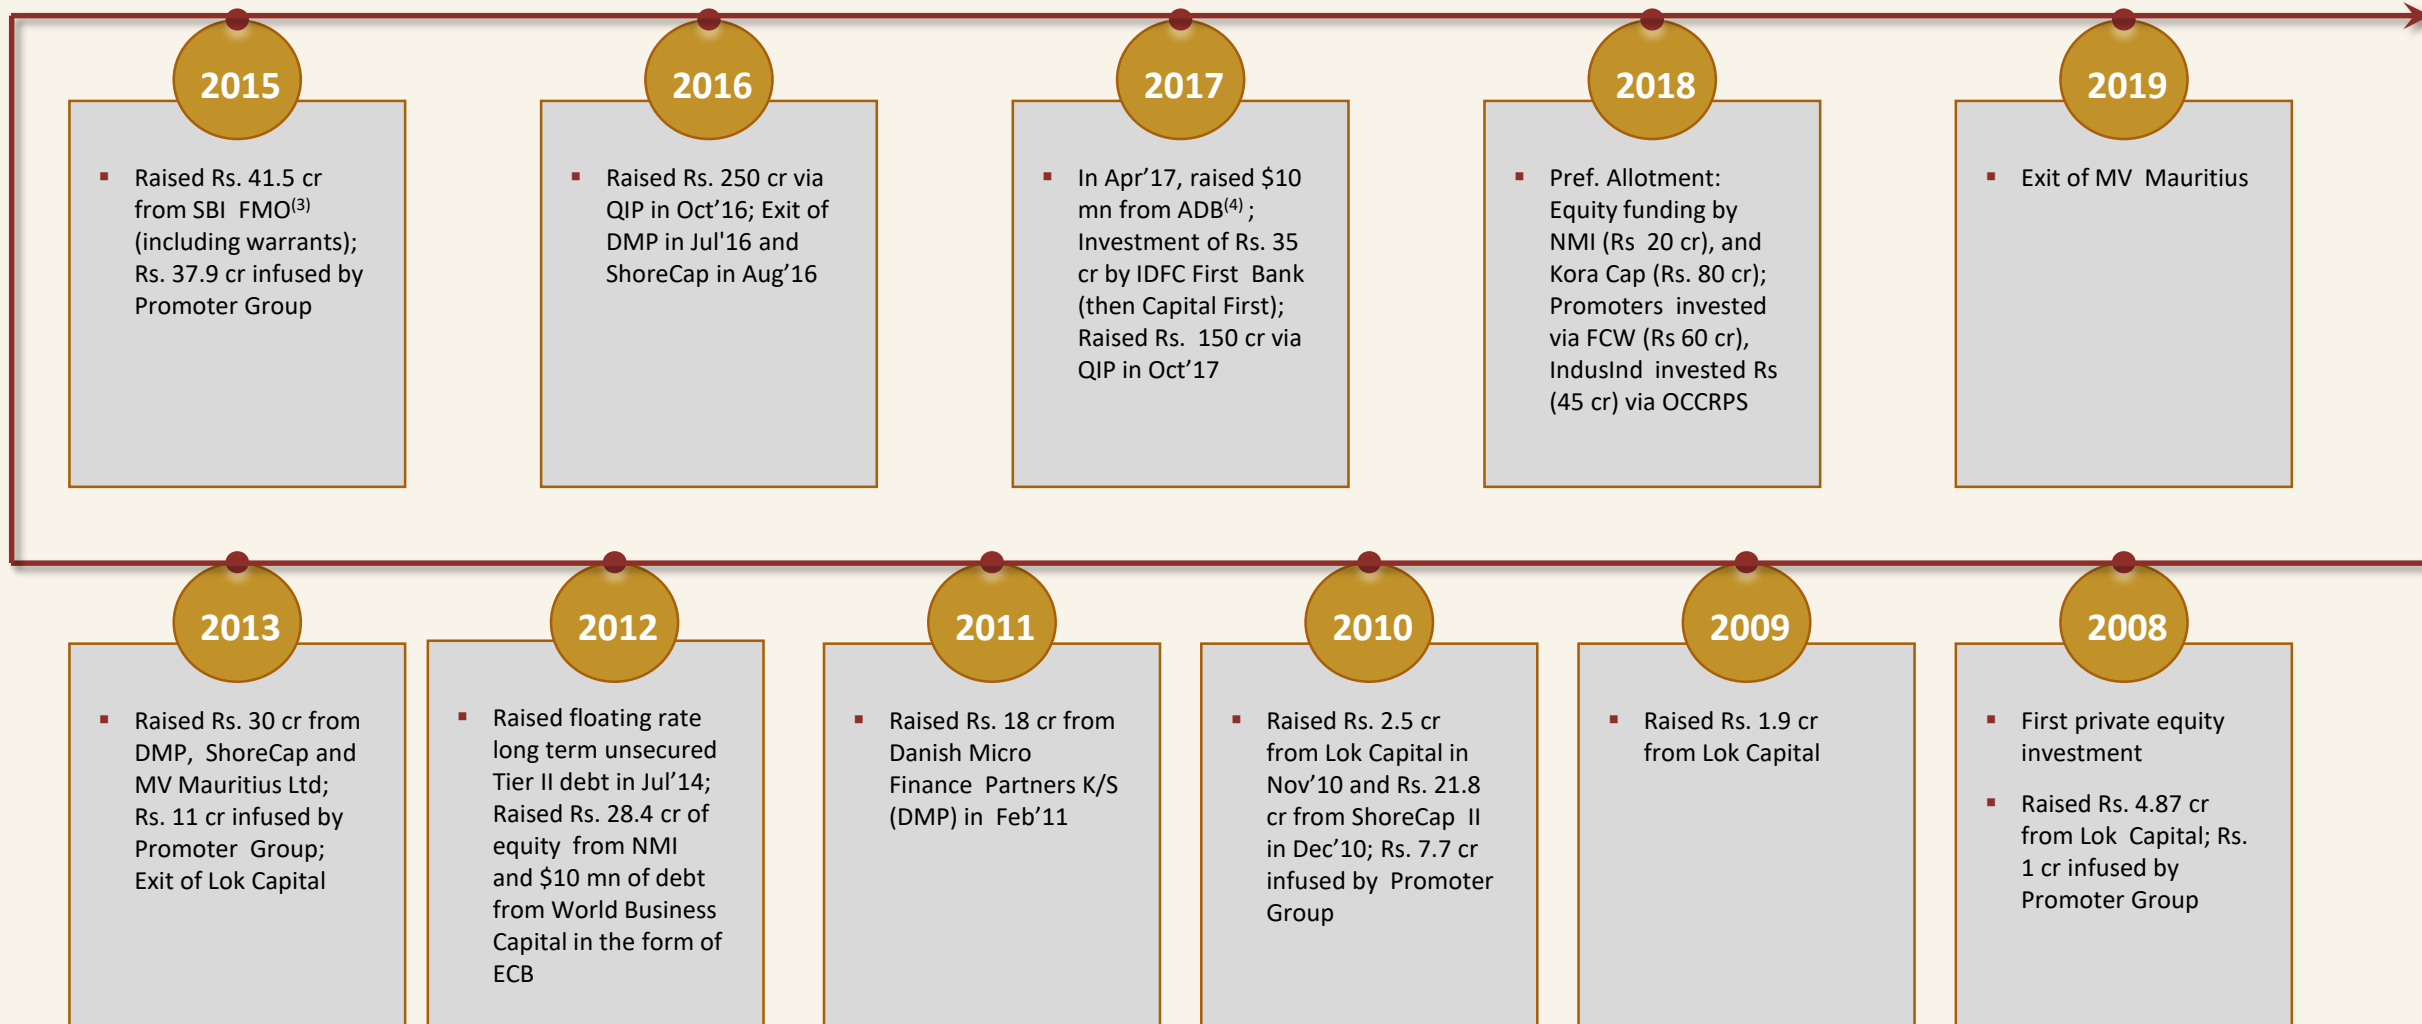 2015
Raised Rs. 41.5 cr
from SBI FMO(3)
(including warrants);
Rs. 37.9 cr infused by
Promoter Group
2016
Raised Rs. 250 cr via
QIP in Oct’16; Exit of
DMP in Jul'16 and
ShoreCap in Aug’16
2017
In Apr’17, raised $10
mn from ADB(4) ;
Investment of Rs. 35
cr by IDFC First Bank
(then Capital First);
Raised Rs. 150 cr via
QIP in Oct’17
2018
Pref. Allotment:
Equity funding by
NMI (Rs 20 cr), and
Kora Cap (Rs. 80 cr);
Promoters invested
via FCW (Rs 60 cr),
IndusInd invested Rs
(45 cr) via OCCRPS
2019
Exit of MV Mauritius
2013
Raised Rs. 30 cr from
DMP, ShoreCap and
MV Mauritius Ltd;
Rs. 11 cr infused by
Promoter Group;
Exit of Lok Capital
2012
Raised floating rate
long term unsecured
Tier II debt in Jul’14;
Raised Rs. 28.4 cr of
equity from NMI
and $10 mn of debt
from World Business
Capital in the form of
ECB
2011
Raised Rs. 18 cr from
Danish Micro
Finance Partners K/S
(DMP) in Feb’11
2010
Raised Rs. 2.5 cr
from Lok Capital in
Nov’10 and Rs. 21.8
cr from ShoreCap II
in Dec’10; Rs. 7.7 cr
infused by Promoter
Group
2009
Raised Rs. 1.9 cr
from Lok Capital
2008
First private equity
investment
Raised Rs. 4.87 cr
from Lok Capital; Rs.
1 cr infused by
Promoter Group